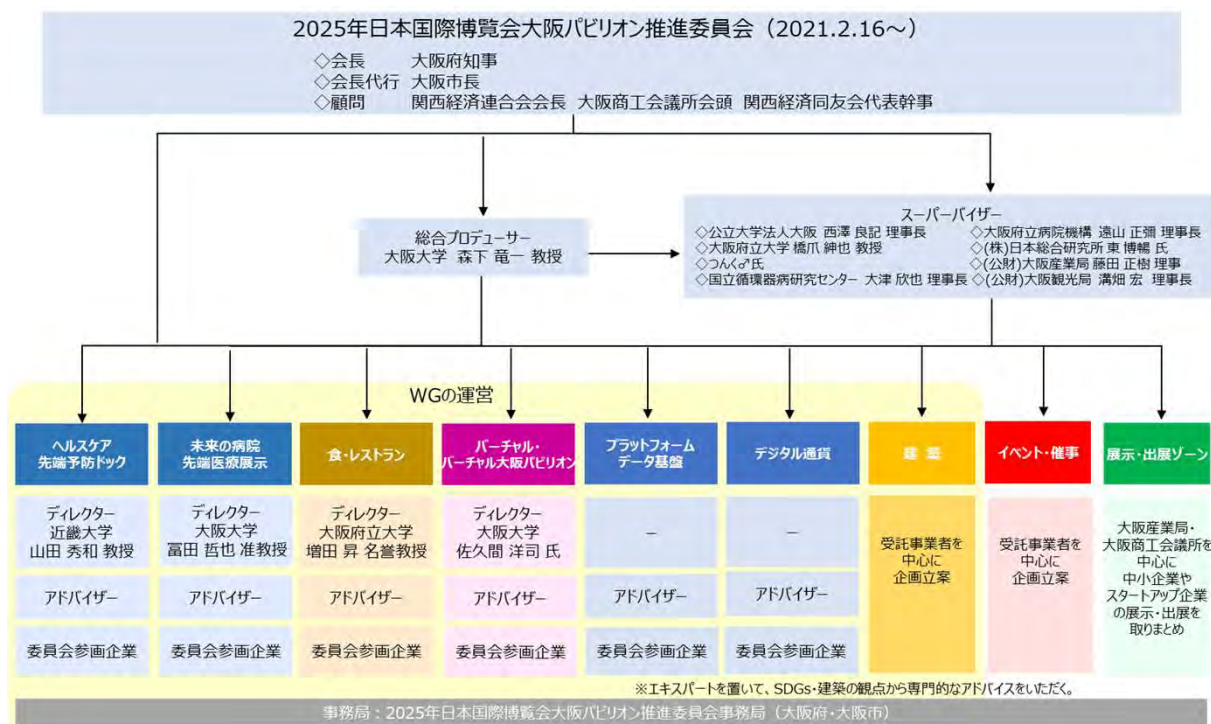 2025年日本国際博覧会大阪パビリオン推進委員会（2021.2.16～）
◇会長　　大阪府知事
◇会長代行　大阪市長
◇顧問　　関西経済連合会会長　大阪商工会議所会頭　関西経済同友会代表幹事
総合プロデューサー
大阪大学　森下 竜一 教授
スーパーバイザー
◇公立大学法人大阪 西澤 良記 理事長
◇大阪府立大学 橋爪 紳也 教授
◇つんく♂氏
◇国立循環器病研究センター 大津 欣也 理事長
◇大阪府立病院機構 遠山 正彌 理事長
◇(株)日本総合研究所 東 博暢 氏
◇(公財)大阪産業局 藤田 正樹 理事
◇(公財)大阪観光局 溝畑 宏 理事長
WGの運営
ヘルスケア
先端予防ドック
ディレクター
近畿大学
山田 秀和 教授
アドバイザー
委員会参画企業
未来の病院
先端医療展示
ディレクター
大阪大学
冨田 哲也 准教授
アドバイザー
委員会参画企業
食・レストラン
ディレクター
大阪府立大学
増田 昇 名誉教授
アドバイザー
委員会参画企業
バーチャル・
バーチャル大阪パビリオン
ディレクター
大阪大学
佐久間 洋司 氏
アドバイザー
委員会参画企業
プラットフォーム
データ基盤
－
アドバイザー
委員会参画企業
デジタル通貨
－
アドバイザー
委員会参画企業
建 築
受託事業者を
中心に
企画立案
イベント・催事
受託事業者を
中心に
企画立案
展示・出展ゾーン
大阪産業局・
大阪商工会議所を
中心に
中小企業や
スタートアップ企業
の展示・出展を
取りまとめ
※エキスパートを置いて、SDGs・建築の観点から専門的なアドバイスをいただく。
事務局：2025年日本国際博覧会大阪パビリオン推進委員会事務局（大阪府・大阪市）